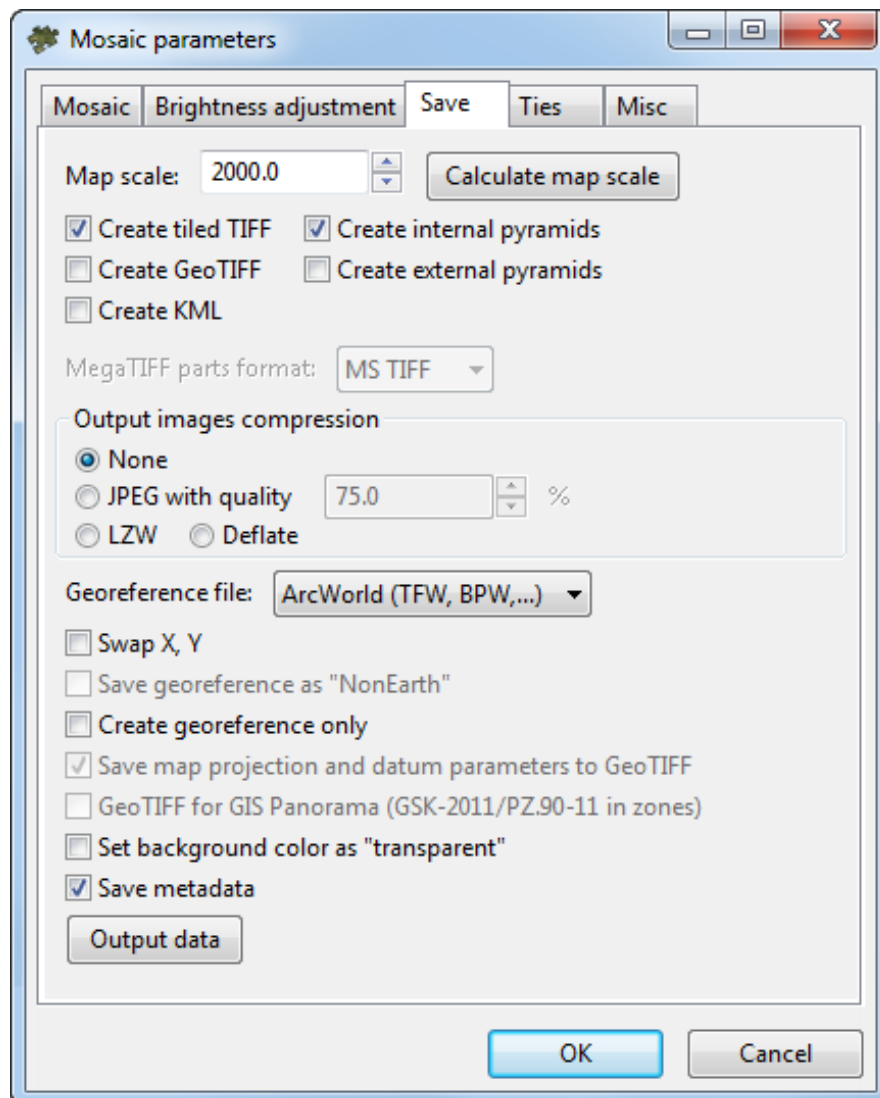 Mosaic parameters
Mosaic Brightness adjustment Save Ties Misc
Map scale: 2000.0 Calculate map scale
Create tiled TIFF Create internal pyramids
Create GeoTIFF Create external pyramids
Create KML
MegaTIFF parts format: MS TIFF
Output images compression
None
JPEG with quality 75.0 %
LZW Deflate
Georeference file: ArcWorld (TFW, BPW,...)
Swap X, Y
Save georeference as "NonEarth"
Create georeference only
Save map projection and datum parameters to GeoTIFF
GeoTIFF for GIS Panorama (GSK-2011/PZ.90-11 in zones)
Set background color as "transparent"
Save metadata
Output data
OK Cancel